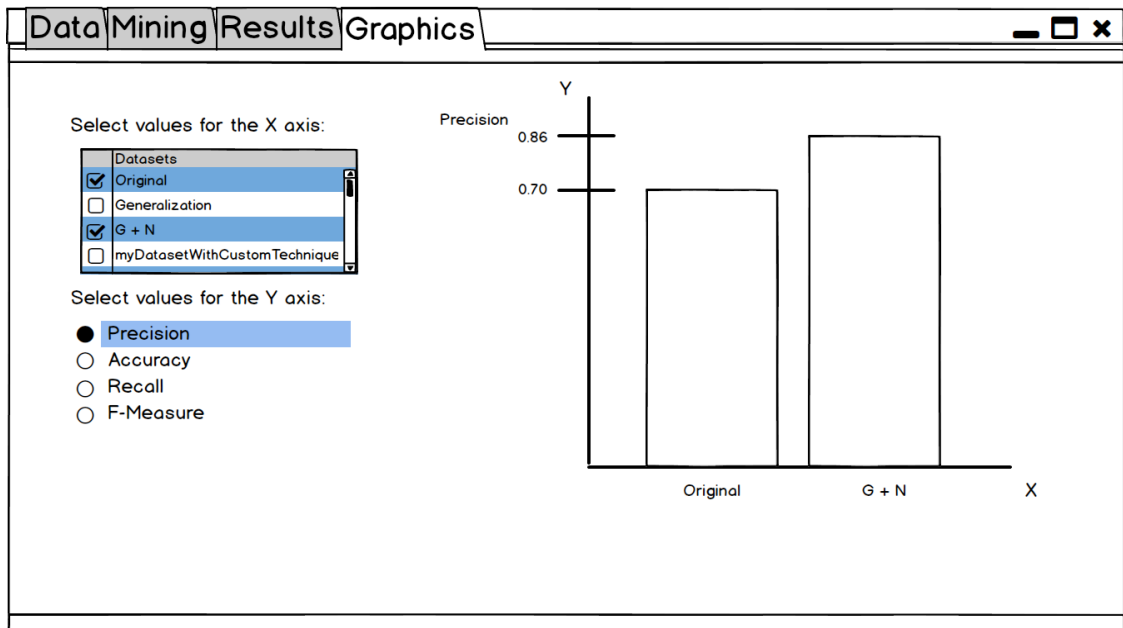 Data Mining Results Graphics
Select values for the X axis:
Datasets
Original
Generalization
G + N
myDatasetWithCustomTechnique
Select values for the Y axis:
Precision
Accuracy
Recall
F-Measure
Y
Precision
0.86
0.70
Original G + N X